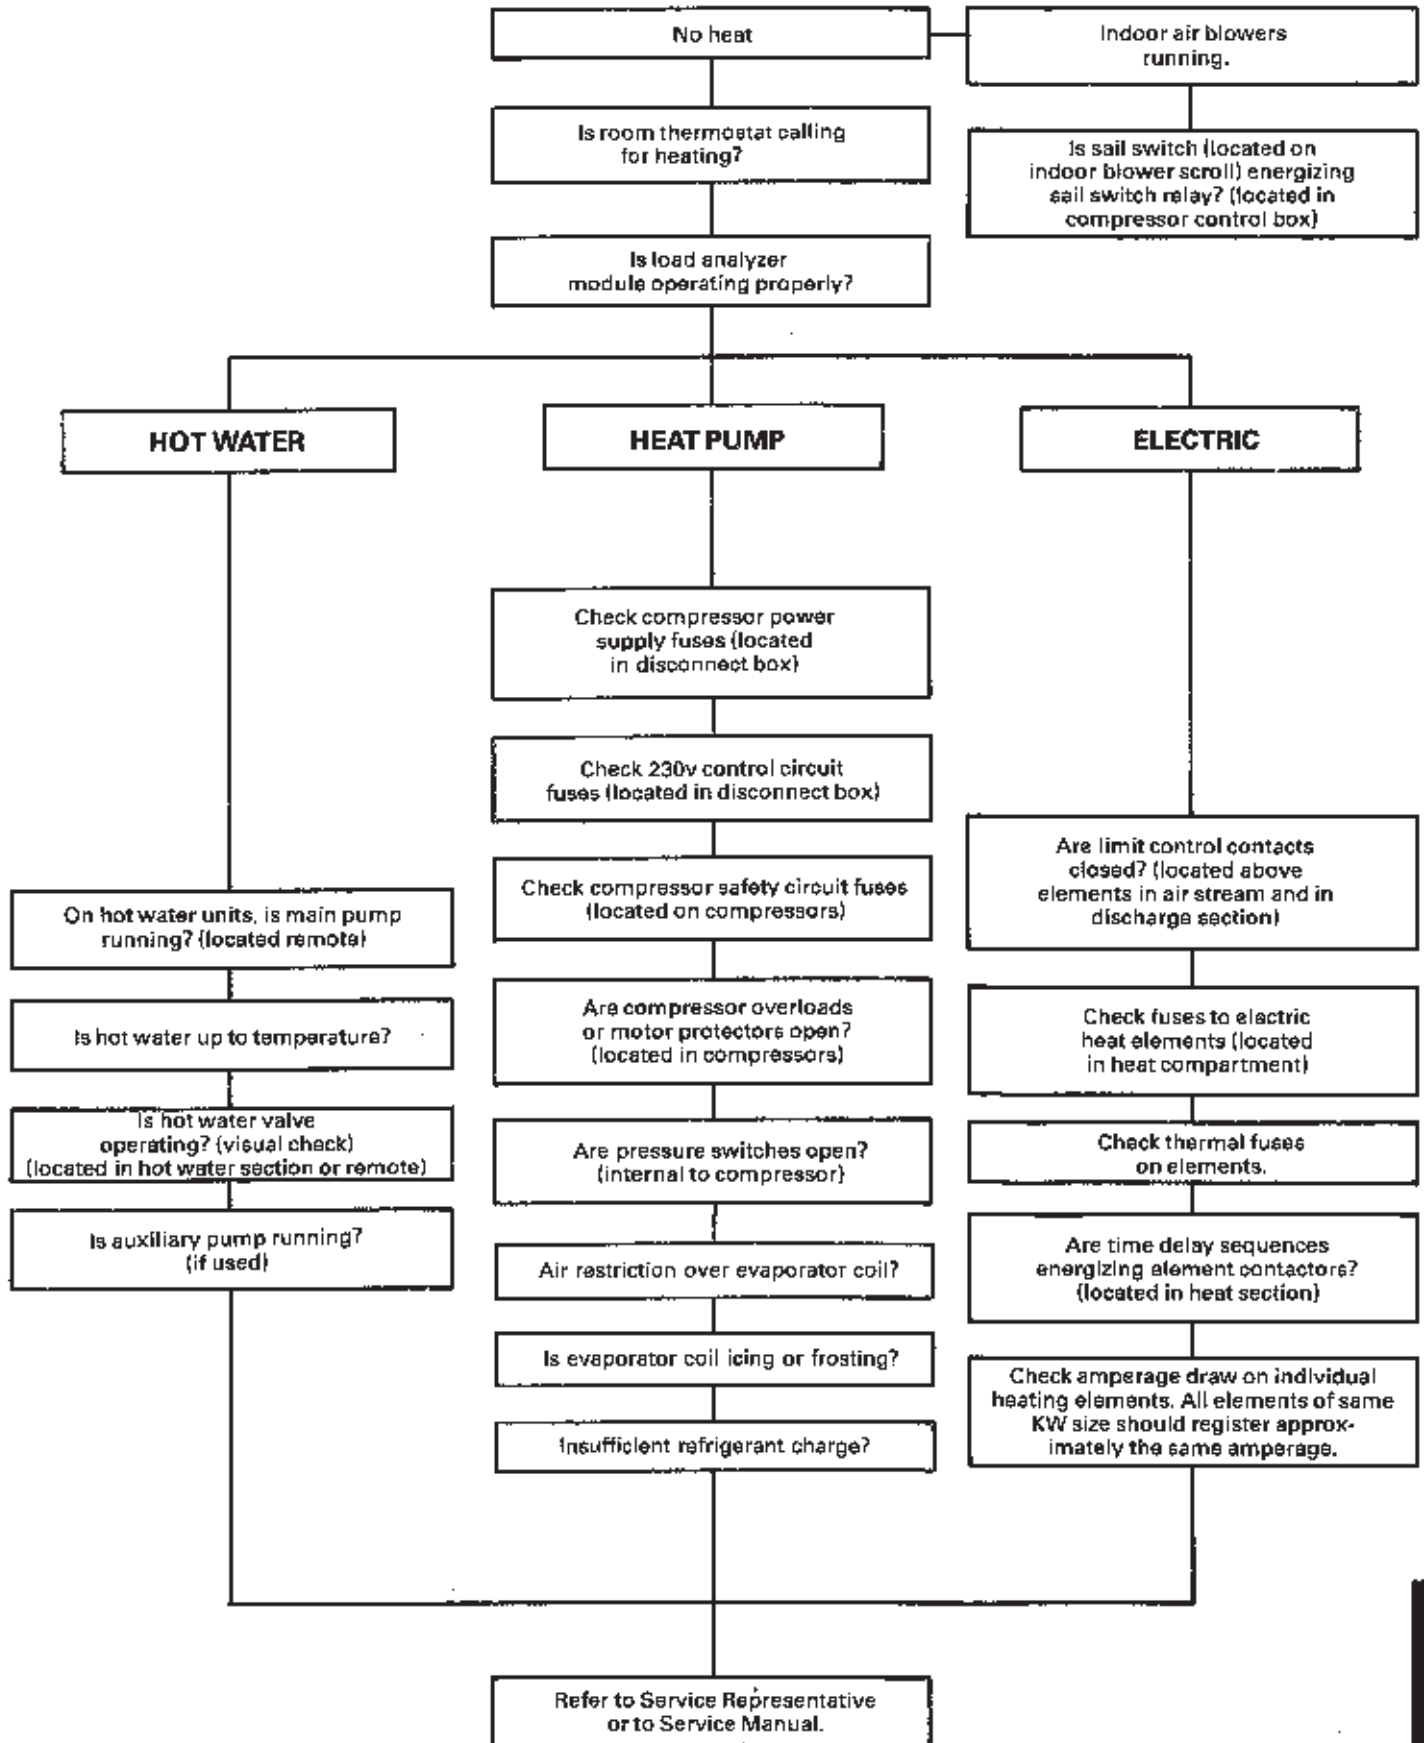 No heat
Indoor air blowers
running.
Is room thermostat calling
for heating?
Is sail switch (located on
indoor blower scroll) energizing
sail switch relay? (located in
compressor control box)
Is load analyzer
module operating properly?
HOT WATER
On hot water units, is main pump
running? (located remote)
Is hot water up to temperature?
Is hot water valve
operating? (visual check)
(located in hot water section or remote)
Is auxiliary pump running?
(if used)
HEAT PUMP
Check compressor power
supply fuses (located
in disconnect box)
Check 230v control circuit
fuses (located in disconnect box)
Check compressor safety circuit fuses
(located on compressors)
Are compressor overloads
or motor protectors open?
(located in compressors)
Are pressure switches open?
(internal to compressor)
Air restriction over evaporator coil?
Is evaporator coil icing or frosting?
Insufficient refrigerant charge?
ELECTRIC
Are limit control contacts
closed? (located above
elements in air stream and in
discharge section)
Check fuses to electric
heat elements (located
in heat compartment)
Check thermal fuses
on elements.
Are time delay sequences
energizing element contactors?
(located in heat section)
Check amperage draw on individual
heating elements. All elements of same
KW size should register approx-
imately the same amperage.
Refer to Service Representative
or to Service Manual.